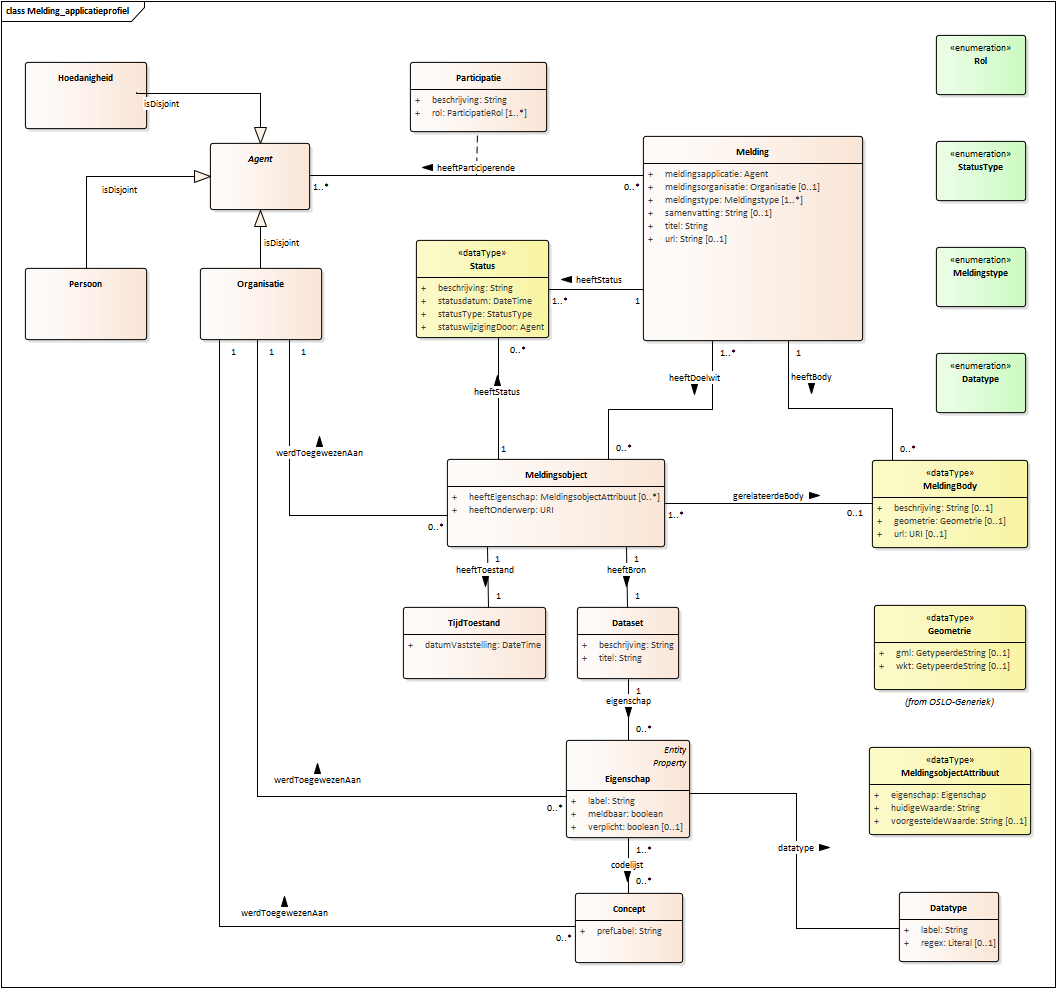 class Melding_applicatieprofiel
Hoedanigheid
isDisjoint
Participatie
+ beschrijving: String
+ rol: ParticipatieRol [1..*]
«enumeration»
Rol
Agent
isDisjoint
1..*
heeftParticiperende
0..*
Melding
+ meldingsapplicatie: Agent
+ meldingsorganisatie: Organisatie [0..1]
+ meldingstype: Meldingstype [1..*]
+ samenvatting: String [0..1]
+ titel: String
+ url: String [0..1]
«enumeration»
StatusType
isDisjoint
Persoon
Organisatie
«dataType»
Status
+ beschrijving: String
+ statusdatum: DateTime
+ statusType: StatusType
+ statuswijzigingDoor: Agent
heeftStatus
1..*
1
«enumeration»
Meldingstype
1
1
1
0..*
heeftStatus
1
1..*
heeftDoelwit
0..*
1
heeftBody
0..*
«enumeration»
Datatype
werdToegewezenAan
0..*
Meldingsobject
+ heeftEigenschap: MeldingsobjectAttribuut [0..*]
+ heeftOnderwerp: URI
gerelateerdeBody
1..*
0..1
«dataType»
MeldingBody
+ beschrijving: String [0..1]
+ geometrie: Geometrie [0..1]
+ url: URI [0..1]
1
heeftToestand
1
1
heeftBron
1
TijdToestand
+ datumVaststelling: DateTime
Dataset
+ beschrijving: String
+ titel: String
«dataType»
Geometrie
+ gml: GetypeerdeString [0..1]
+ wkt: GetypeerdeString [0..1]
(from OSLO-Generiek)
1
eigenschap
0..*
werdToegewezenAan
0..*
Entity
Property
Eigenschap
+ label: String
+ meldbaar: boolean
+ verplicht: boolean [0..1]
«dataType»
MeldingsobjectAttribuut
+ eigenschap: Eigenschap
+ huidigeWaarde: String
+ voorgesteldeWaarde: String [0..1]
datatype
1..*
codelijst
0..*
werdToegewezenAan
0..*
Concept
+ prefLabel: String
Datatype
+ label: String
+ regex: Literal [0..1]